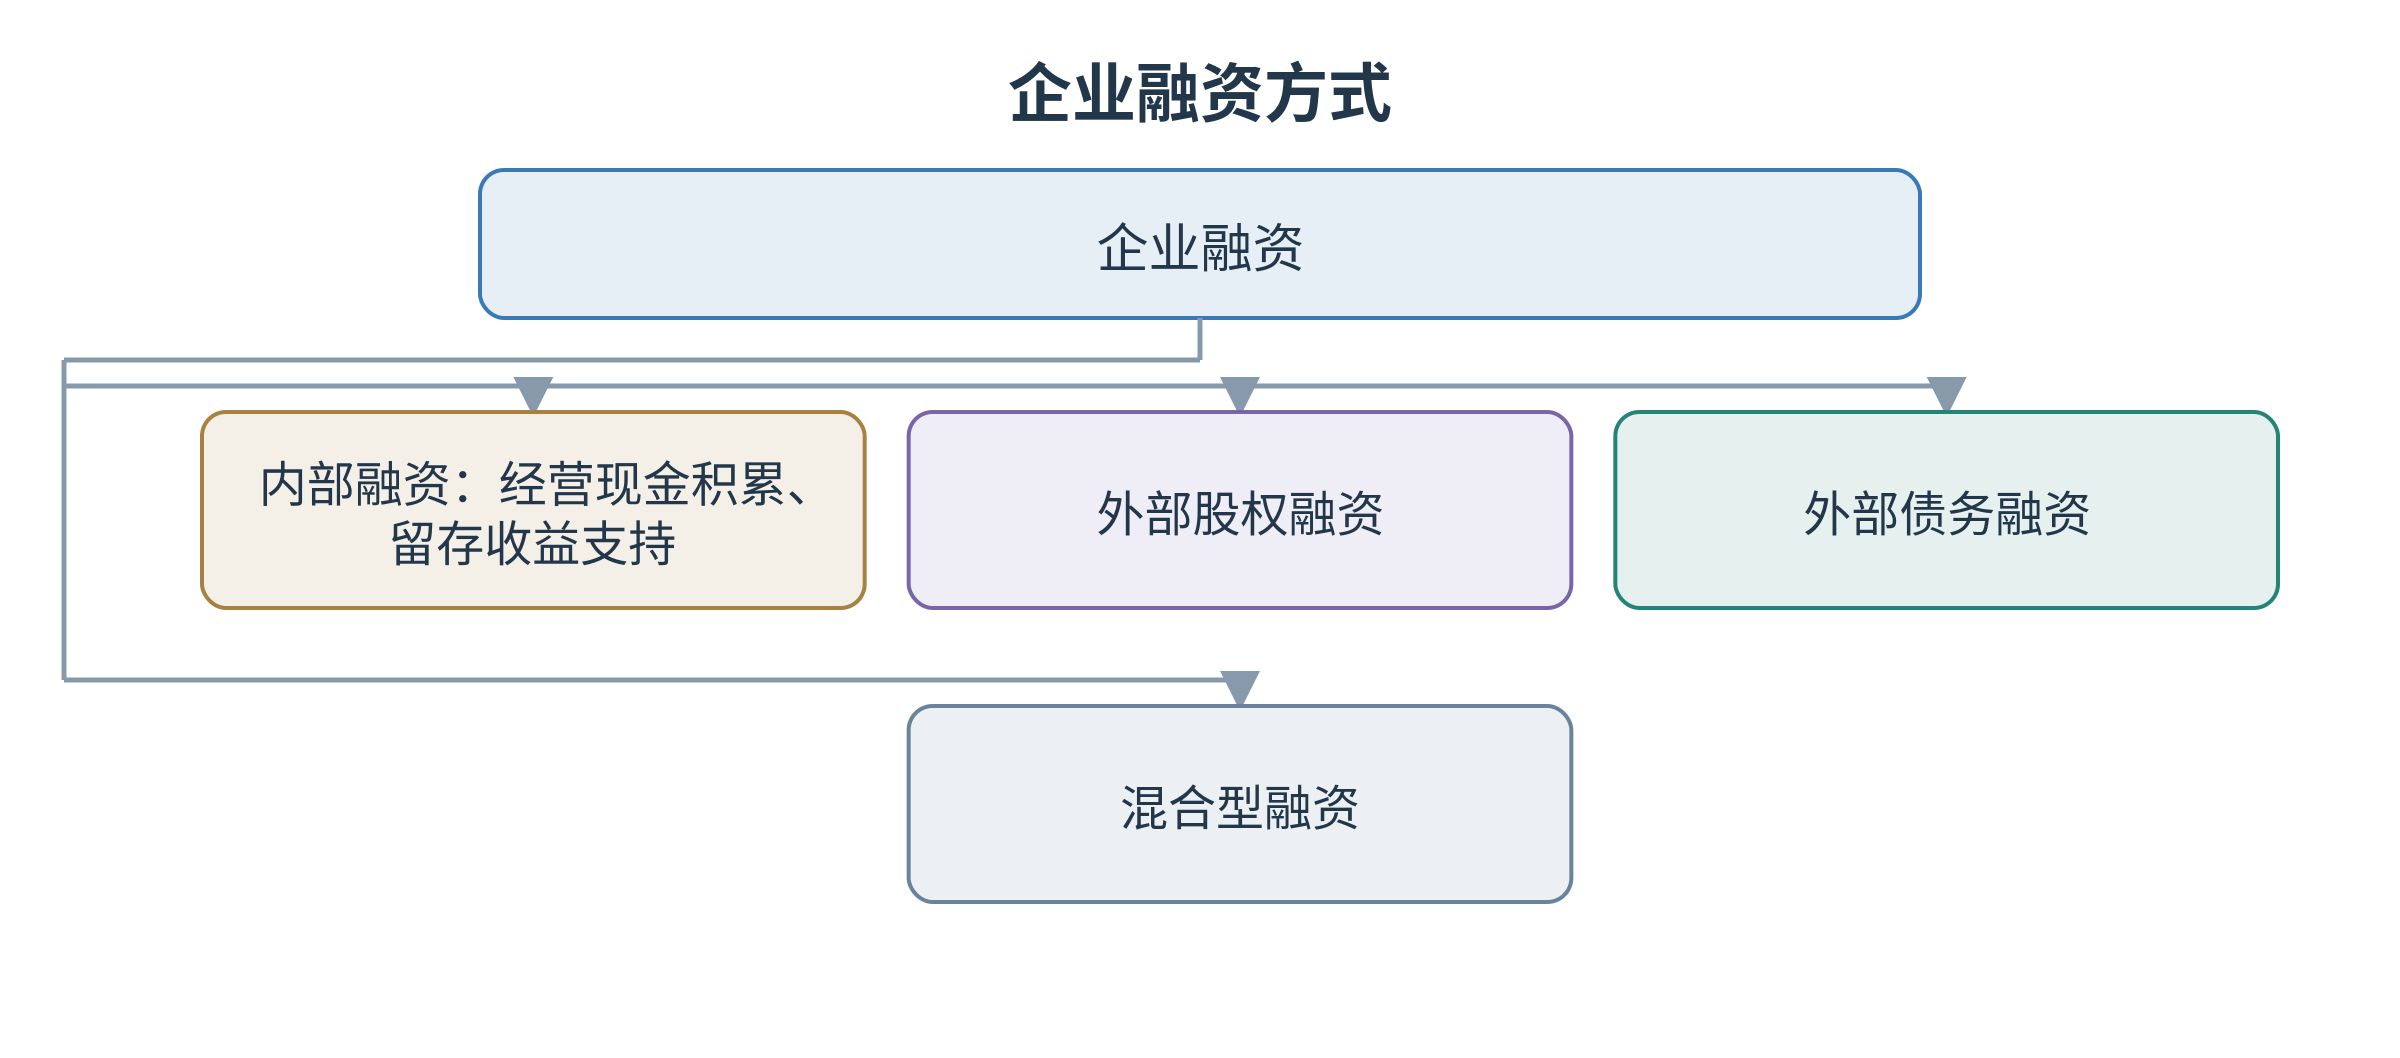 企业融资方式
企业融资
内部融资：经营现金积累、
留存收益支持
外部股权融资
外部债务融资
混合型融资